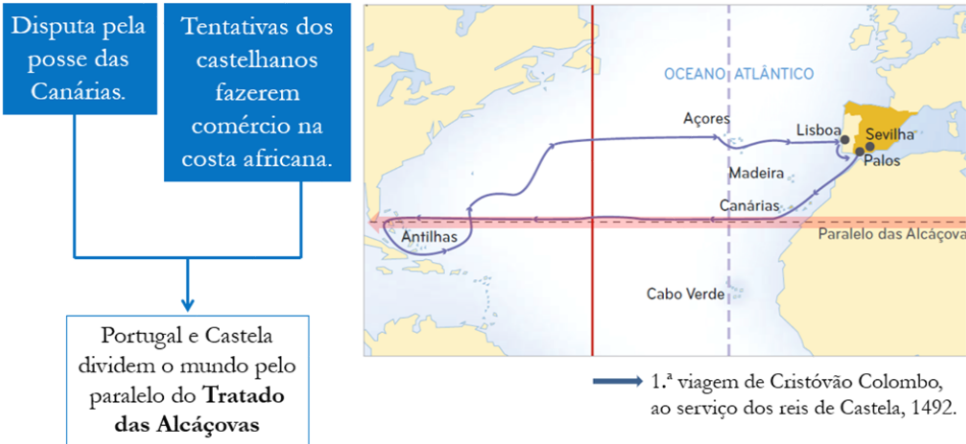 Disputa pela
posse das
Canárias.
Tentativas dos
castelhanos
fazerem
comércio na
costa africana.
Portugal e Castela
dividem o mundo pelo
paralelo do Tratado
das Alcáçovas
OCEANO ATLÂNTICO
Açores
Lisboa
Sevilha
Palos
Madeira
Canárias
Antilhas
Paralelo das Alcáçova
Cabo Verde
1.ª viagem de Cristóvão Colombo,
ao serviço dos reis de Castela, 1492.